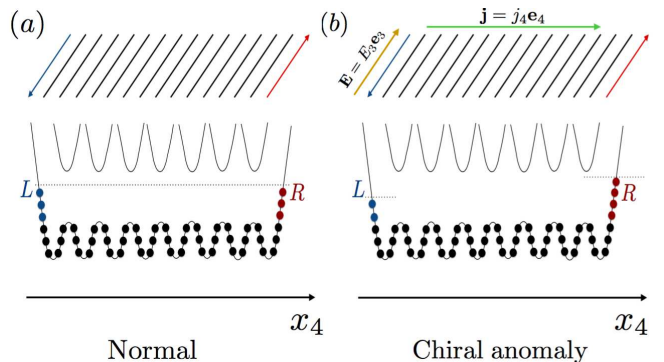 (a)
(b)
j = j₄e₄
E = E₃e₃
L
R
L
R
x₄
x₄
Normal
Chiral anomaly